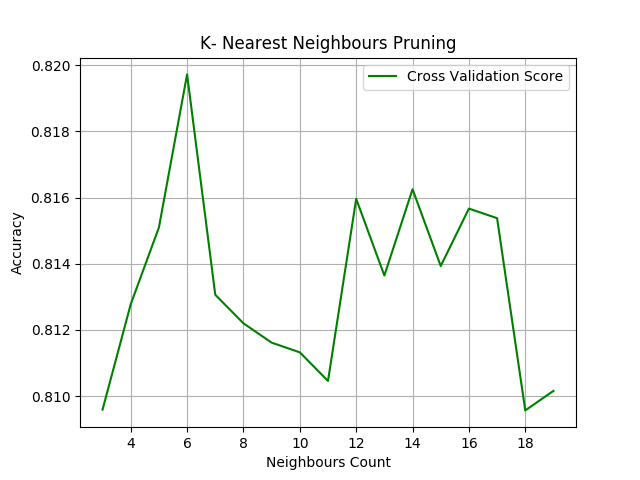 K- Nearest Neighbours Pruning
Cross Validation Score
Accuracy
0.820
0.818
0.816
0.814
0.812
0.810
4 6 8 10 12 14 16 18
Neighbours Count